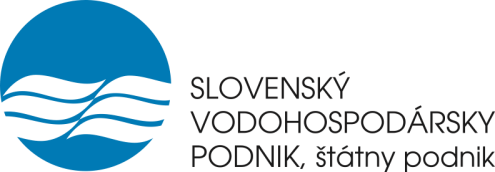 SLOVENSKÝ
VODOHOSPODÁRSKY
PODNIK, štátny podnik